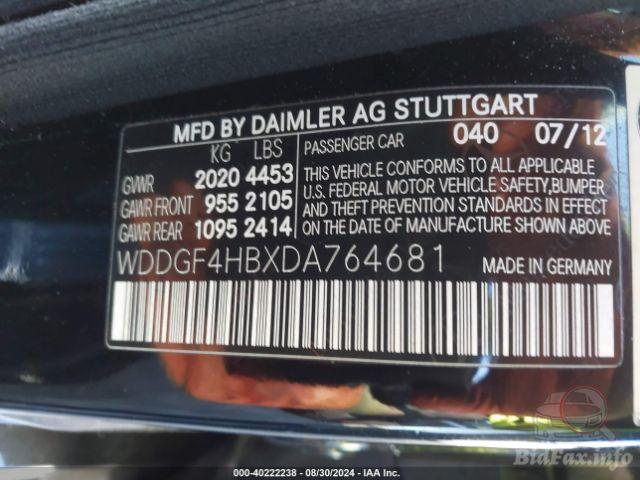 MFD BY DAIMLER AG STUTTGART
KG LBS PASSENGER CAR 040 07/12
GVWR 2020 4453
GAWR FRONT 955 2105
GAWR REAR 1095 2414
THIS VEHICLE CONFORMS TO ALL APPLICABLE
U.S. FEDERAL MOTOR VEHICLE SAFETY,BUMPER
AND THEFT PREVENTION STANDARDS IN EFFECT
ON THE DATE OF MANUFACTURE SHOWN ABOVE
WDDGF4HBXDA764681 MADE IN GERMANY
BidFax.info
000-40222238 - 08/30/2024 - IAA Inc.